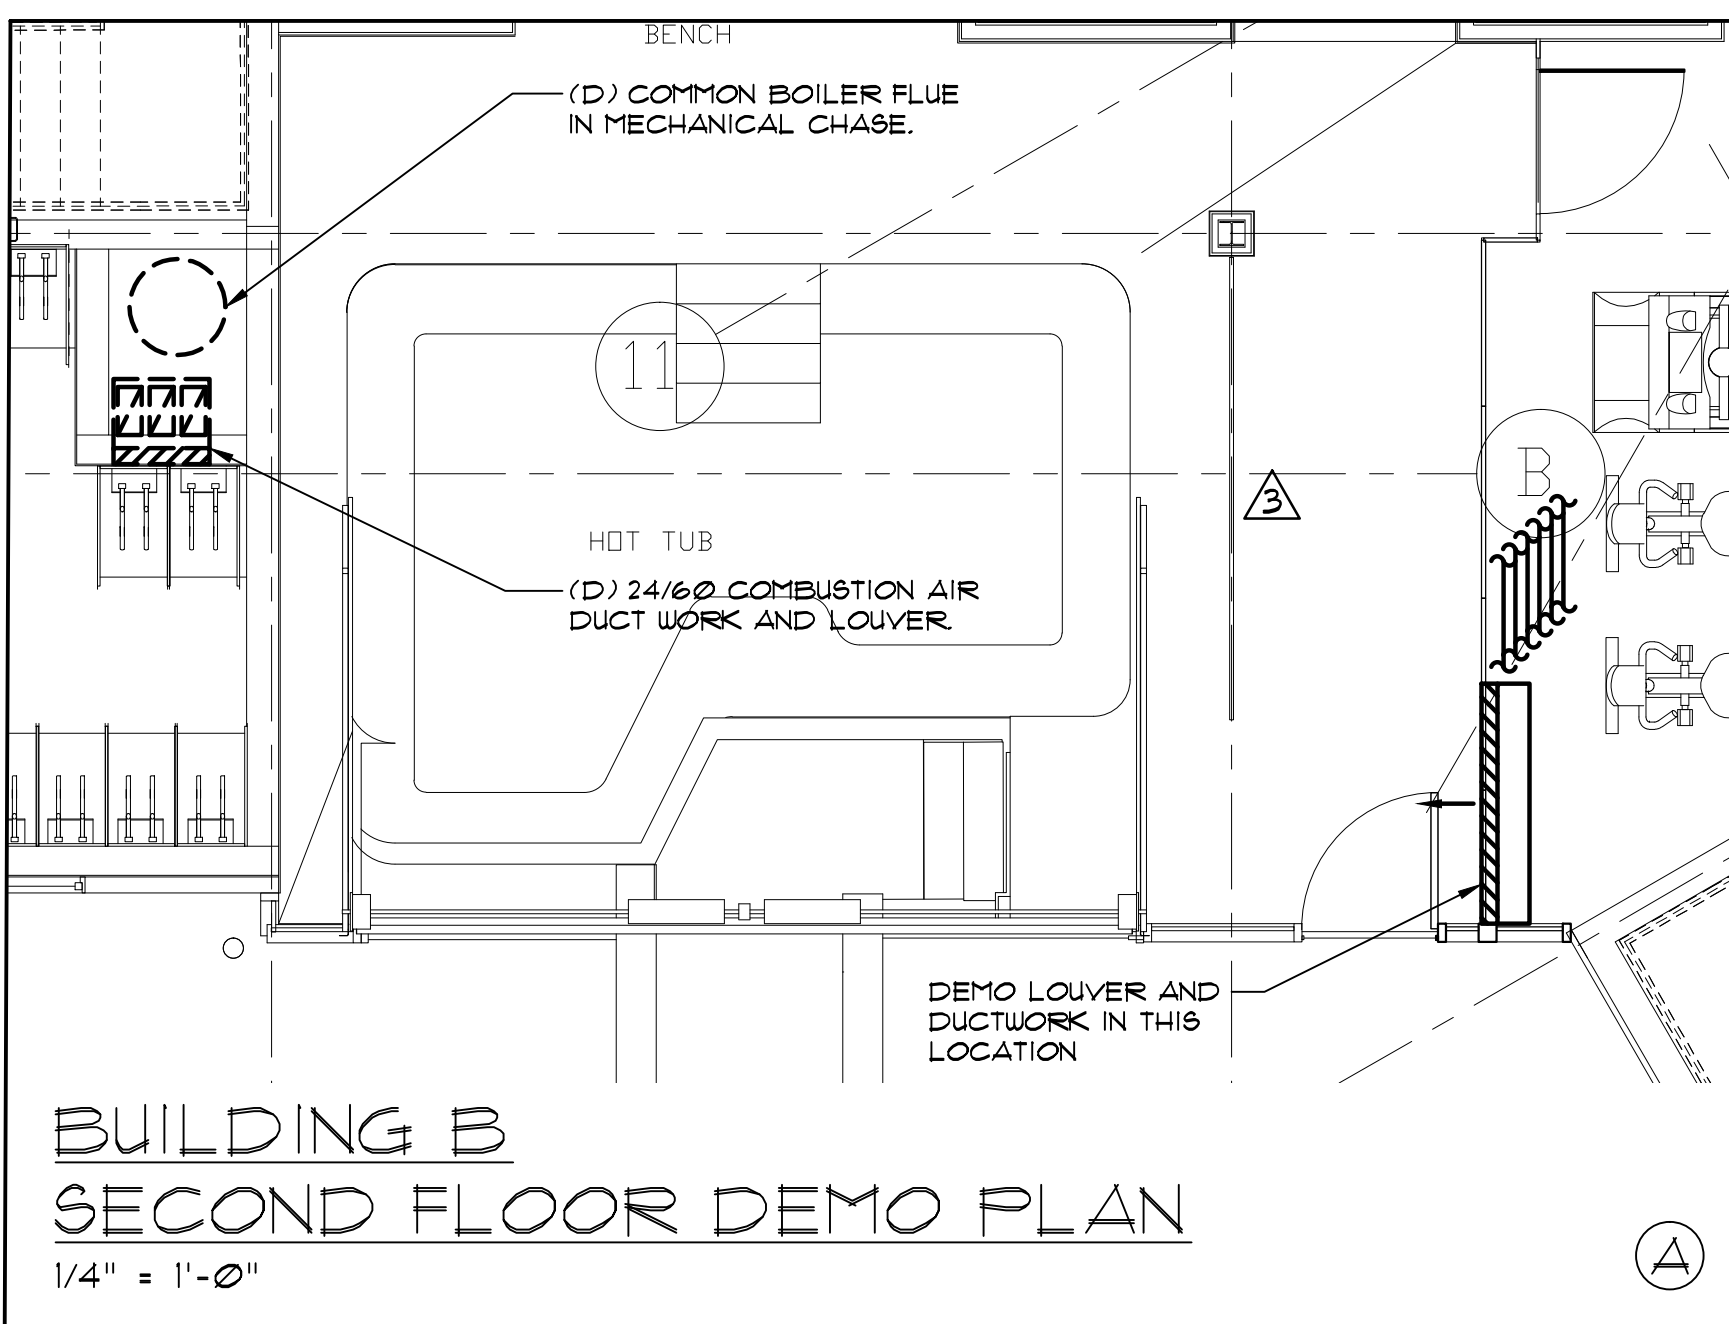 BENCH
(D) COMMON BOILER FLUE
IN MECHANICAL CHASE.
11
B
3
HOT TUB
(D) 24/60 COMBUSTION AIR
DUCT WORK AND LOUVER.
DEMO LOUVER AND
DUCTWORK IN THIS
LOCATION
BUILDING B
SECOND FLOOR DEMO PLAN
1/4" = 1'-0"
A